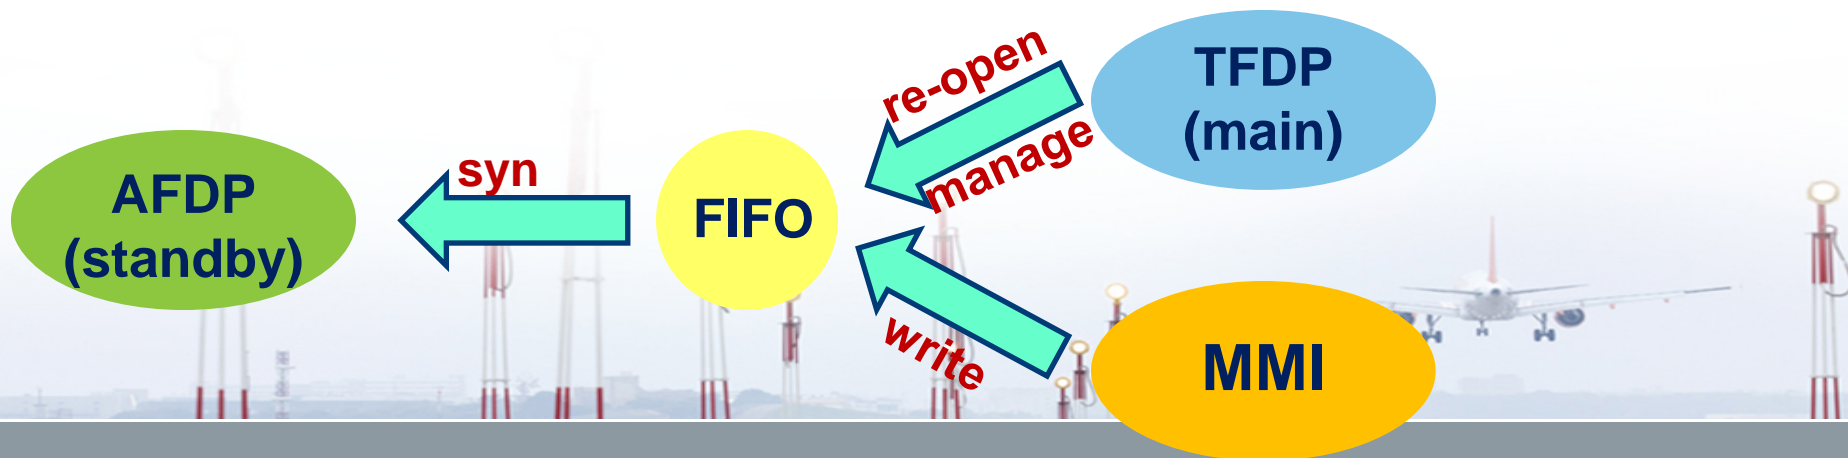 AFDP
(standby)
syn
FIFO
re-open
manage
write
TFDP
(main)
MMI